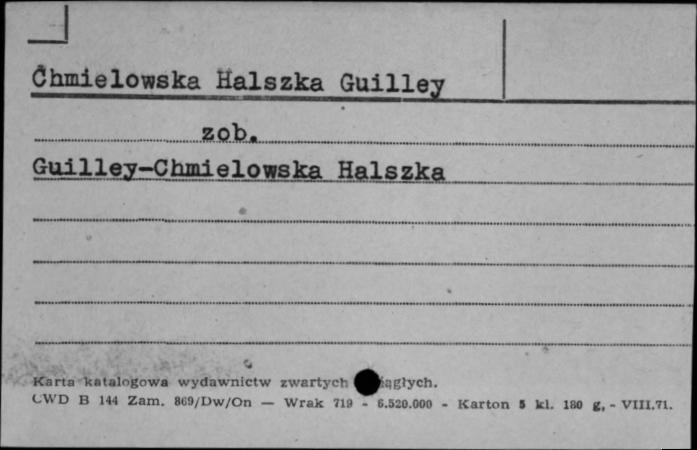 Chmielowska Halszka Guilley
zob.
Guilley-Chmielowska Halszka
Karta katalogowa wydawnictw zwartych
CWD B 144 Zam. 869/Dw/On — Wrak 719 - 6.520.000 - Karton 5 kl. 180 g, - VIII.71.